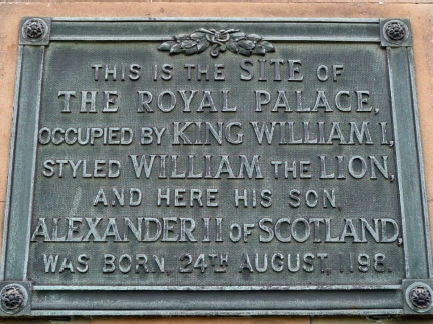 THIS IS THE SITE OF
THE ROYAL PALACE,
OCCUPIED BY KING WILLIAM I,
STYLED WILLIAM THE LION,
AND HERE HIS SON,
ALEXANDER II OF SCOTLAND,
WAS BORN, 24TH AUGUST, 1198.